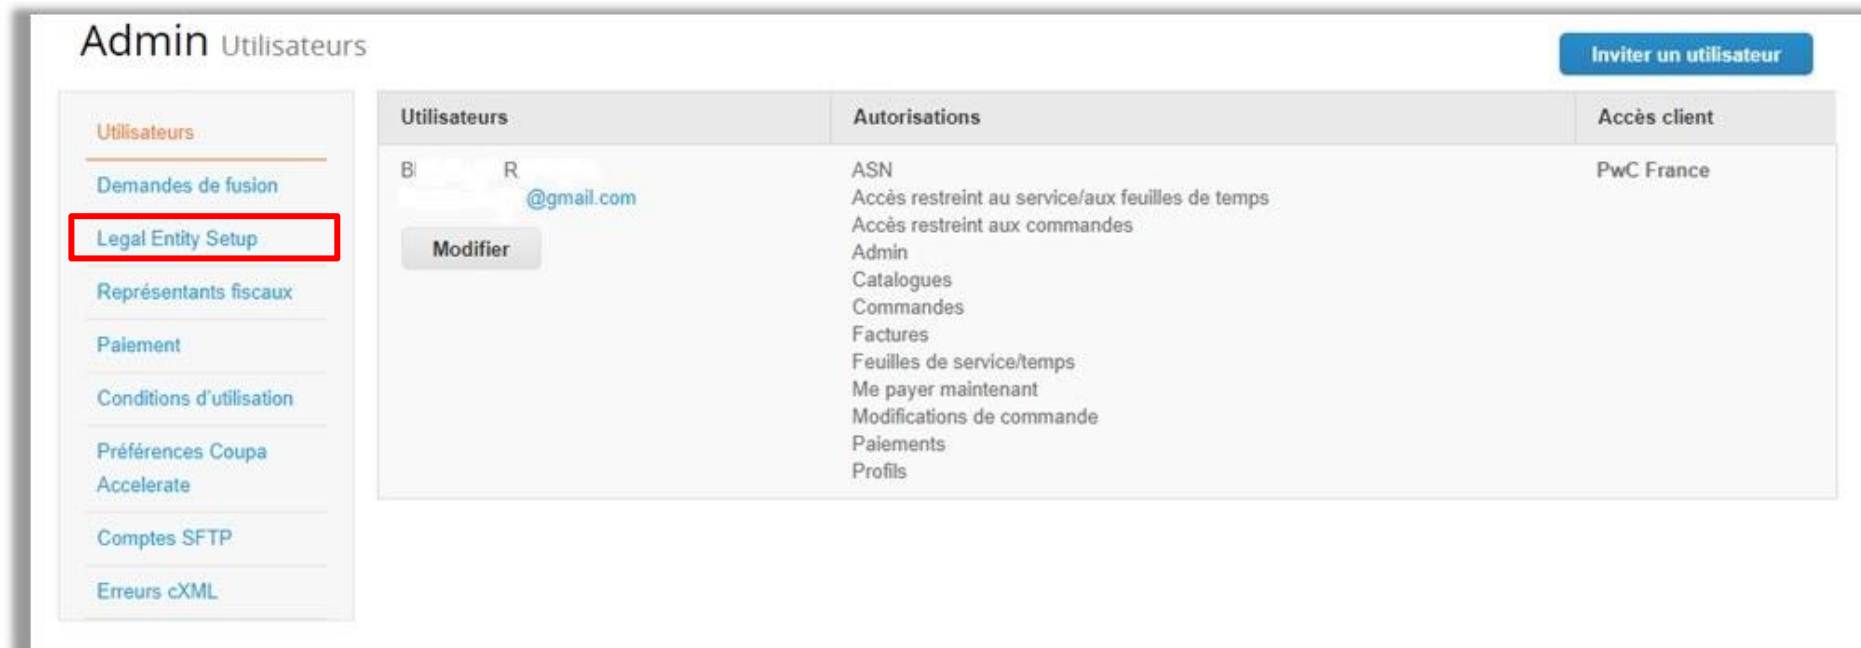 Admin Utilisateurs
Inviter un utilisateur
Utilisateurs
Demandes de fusion
Legal Entity Setup
Représentants fiscaux
Paiement
Conditions d'utilisation
Préférences Coupa
Accelerate
Comptes SFTP
Erreurs cXML
Utilisateurs Autorisations Accès client
B R
@gmail.com
Modifier
ASN
Accès restreint au service/aux feuilles de temps
Accès restreint aux commandes
Admin
Catalogues
Commandes
Factures
Feuilles de service/temps
Me payer maintenant
Modifications de commande
Paiements
Profils
PwC France